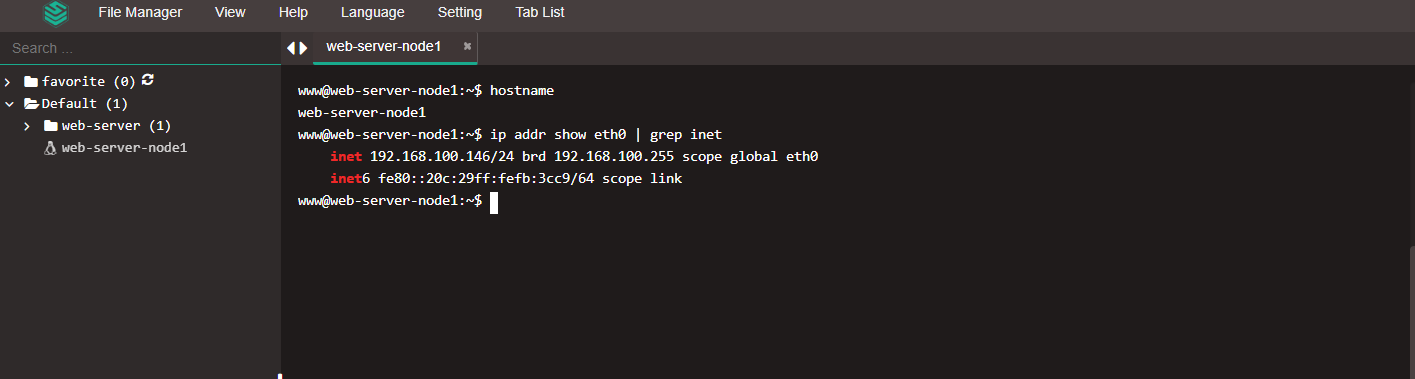 File Manager View Help Language Setting Tab List
Search ...
web-server-node1 ×
favorite (0)
Default (1)
web-server (1)
web-server-node1
www@web-server-node1:~$ hostname
web-server-node1
www@web-server-node1:~$ ip addr show eth0 | grep inet
inet 192.168.100.146/24 brd 192.168.100.255 scope global eth0
inet6 fe80::20c:29ff:fefb:3cc9/64 scope link
www@web-server-node1:~$